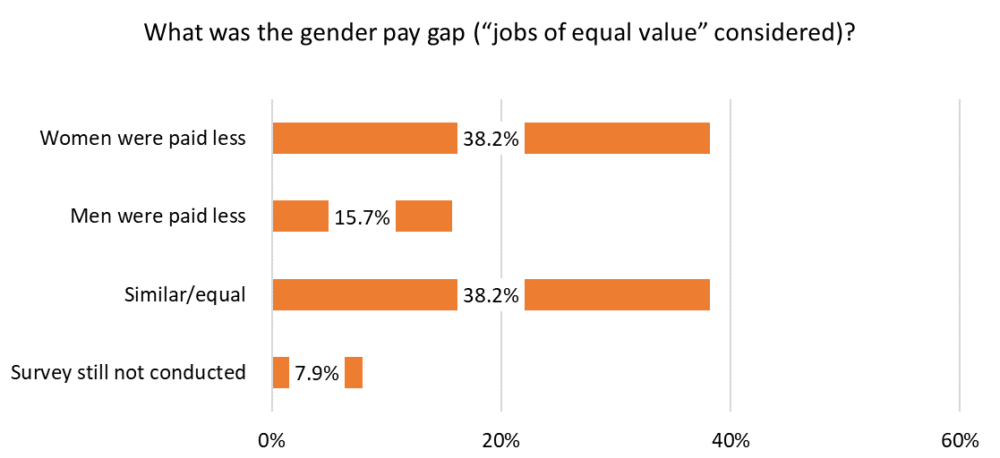 What was the gender pay gap (“jobs of equal value” considered)?
Women were paid less
38.2%
Men were paid less
15.7%
Similar/equal
38.2%
Survey still not conducted
7.9%
0%
20%
40%
60%